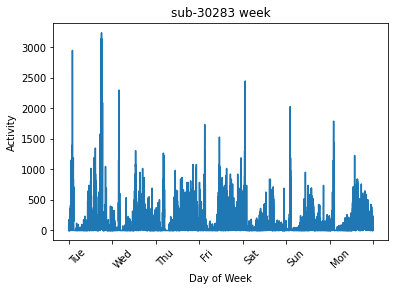 sub-30283 week
Activity
3000
2500
2000
1500
1000
500
0
Tue
Wed
Thu
Fri
Sat
Sun
Mon
Day of Week